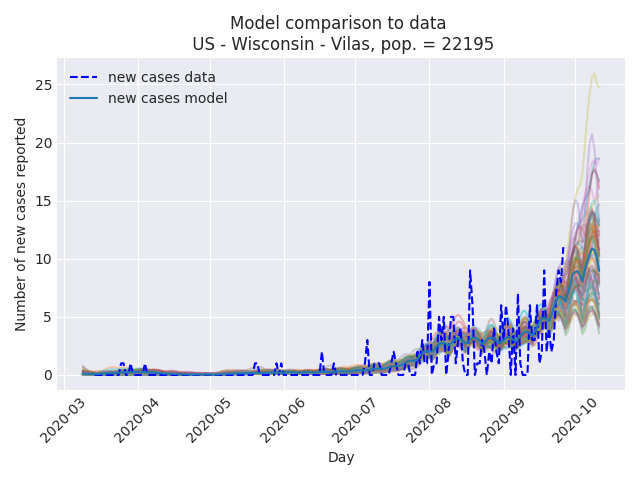 Model comparison to data
US - Wisconsin - Vilas, pop. = 22195
new cases data
new cases model
Number of new cases reported
25
20
15
10
5
0
2020-03
2020-04
2020-05
2020-06
2020-07
2020-08
2020-09
2020-10
Day